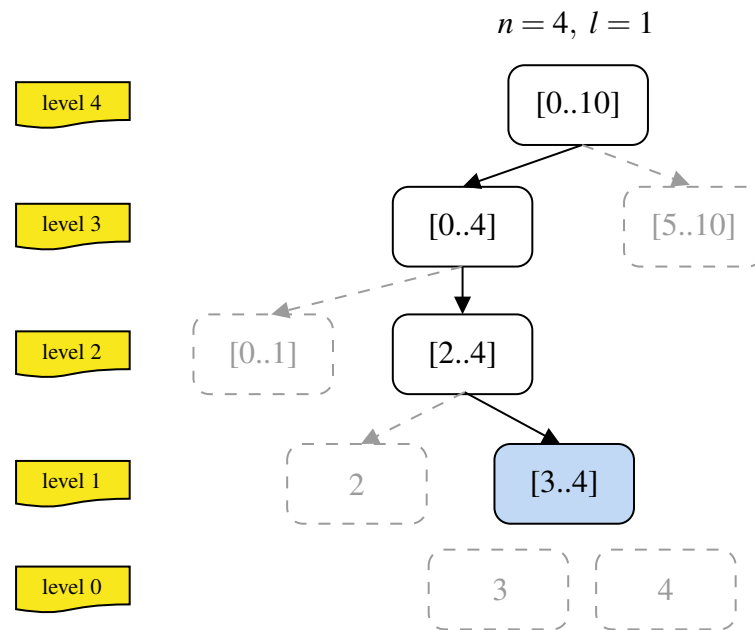 n = 4, l = 1
level 4
[0..10]
level 3
[0..4]
[5..10]
level 2
[0..1]
[2..4]
level 1
2
[3..4]
level 0
3
4